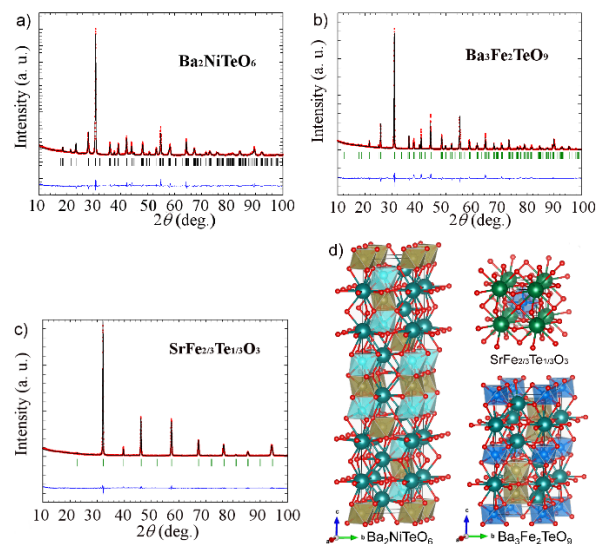 a)
Ba₂NiTeO₆
Intensity (a. u.)
10 20 30 40 50 60 70 80 90 100
2θ (deg.)
b)
Ba₃Fe₂TeO₉
Intensity (a. u.)
10 20 30 40 50 60 70 80 90 100
2θ (deg.)
c)
SrFe₂/₃Te₁/₃O₃
Intensity (a. u.)
10 20 30 40 50 60 70 80 90 100
2θ (deg.)
d)
SrFe₂/₃Te₁/₃O₃
c
a
b
Ba₂NiTeO₆
c
a
b
Ba₃Fe₂TeO₉